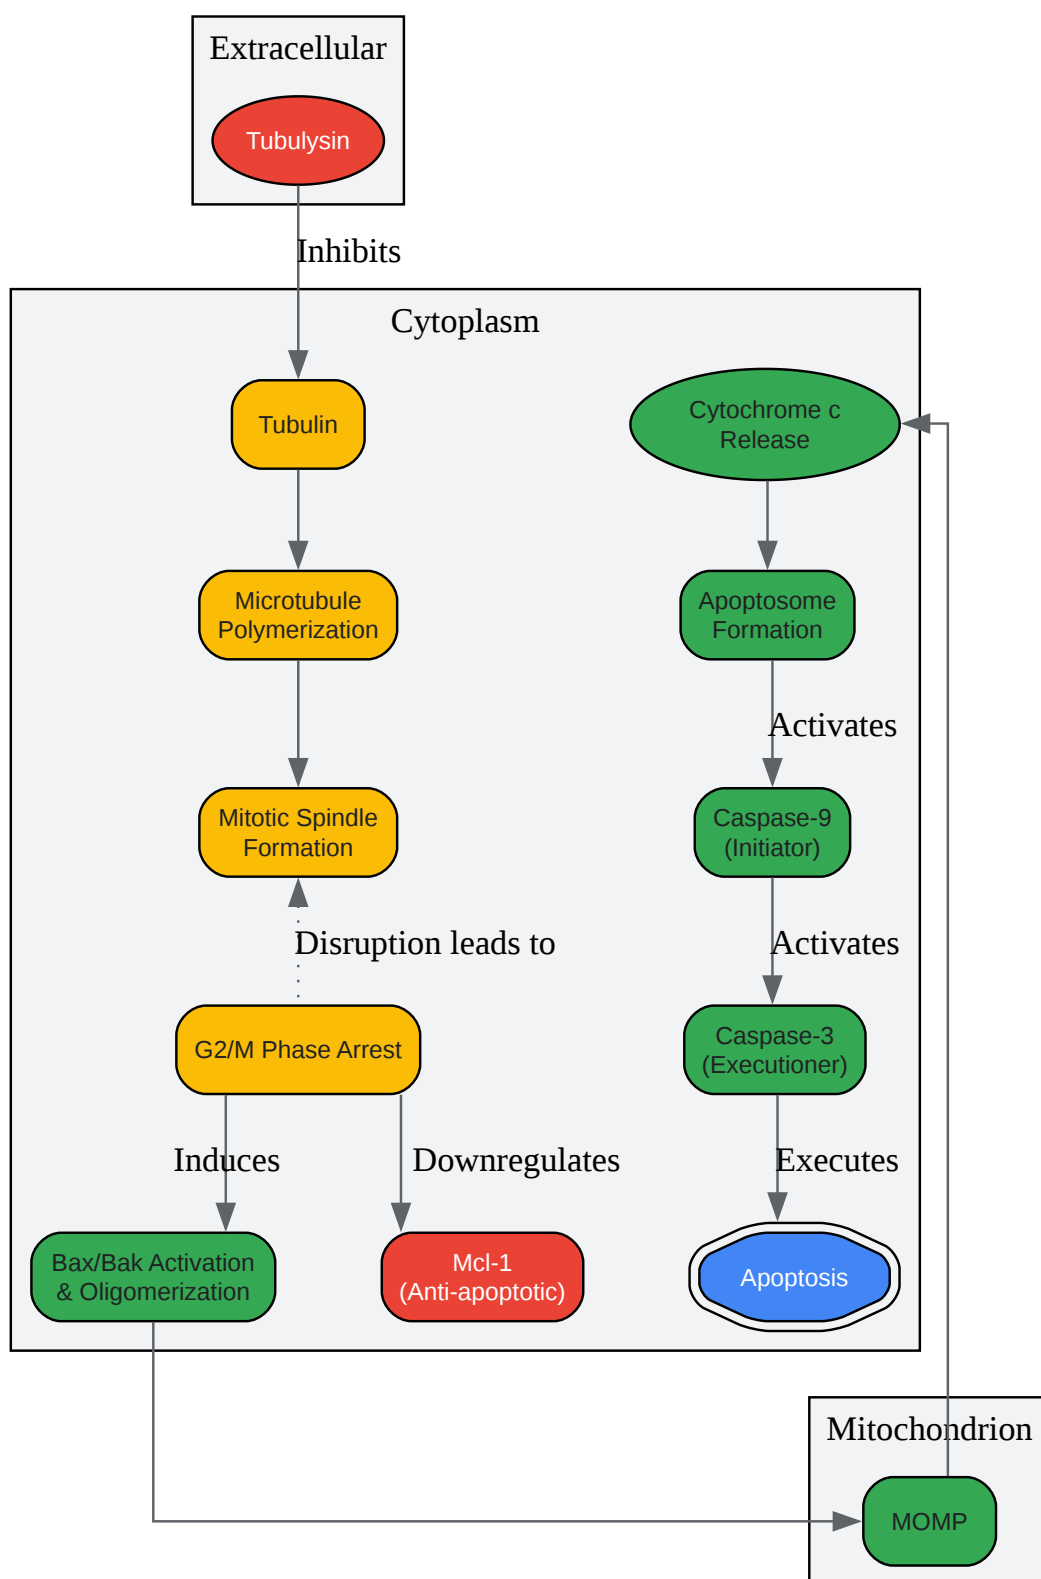 Extracellular
Tubulysin
Inhibits
Cytoplasm
Tubulin
Cytochrome c
Release
Microtubule
Polymerization
Apoptosome
Formation
Activates
Mitotic Spindle
Formation
Caspase-9
(Initiator)
Disruption leads to
Activates
G2/M Phase Arrest
Caspase-3
(Executioner)
Induces
Downregulates
Executes
Bax/Bak Activation
& Oligomerization
Mcl-1
(Anti-apoptotic)
Apoptosis
Mitochondrion
MOMP